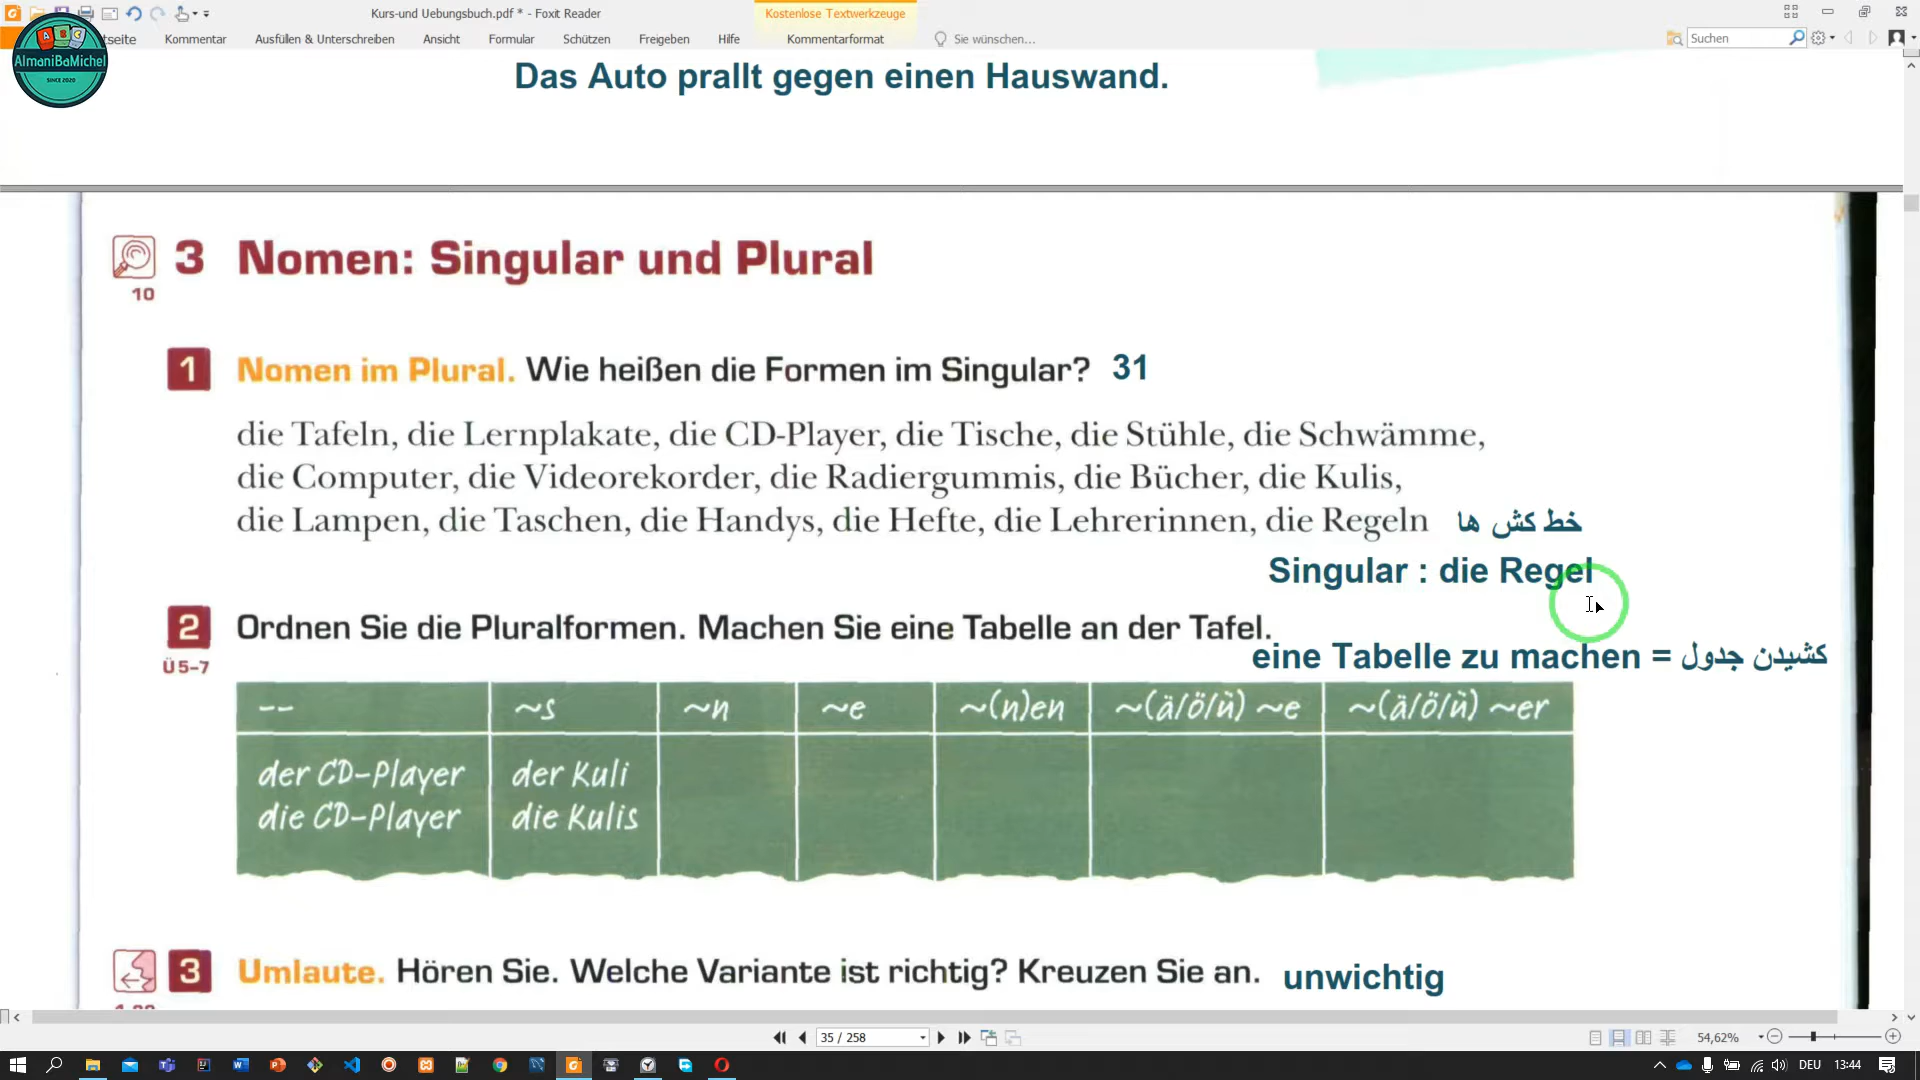 Kurs-und Uebungsbuch.pdf * - Foxit Reader
Kostenlose Textwerkzeuge
Kommentar Ausfüllen & Unterschreiben Ansicht Formular Schützen Freigeben Hilfe Kommentarformat Sie wünschen... Suchen
ABC
AlmaniBaMichel
SINCE 2020
Das Auto prallt gegen einen Hauswand.
3 Nomen: Singular und Plural
10
1 Nomen im Plural. Wie heißen die Formen im Singular? 31
die Tafeln, die Lernplakate, die CD-Player, die Tische, die Stühle, die Schwämme,
die Computer, die Videorekorder, die Radiergummis, die Bücher, die Kulis,
die Lampen, die Taschen, die Handys, die Hefte, die Lehrerinnen, die Regeln خط کش ها
Singular : die Regel
2 Ordnen Sie die Pluralformen. Machen Sie eine Tabelle an der Tafel.
Ü 5-7
eine Tabelle zu machen = کشیدن جدول
-- ~s ~n ~e ~(n)en ~(ä/ö/ü) ~e ~(ä/ö/ü) ~er
der CD-Player der Kuli
die CD-Player die Kulis
3 Umlaute. Hören Sie. Welche Variante ist richtig? Kreuzen Sie an. unwichtig
35 / 258
54,62%
DEU 13:44